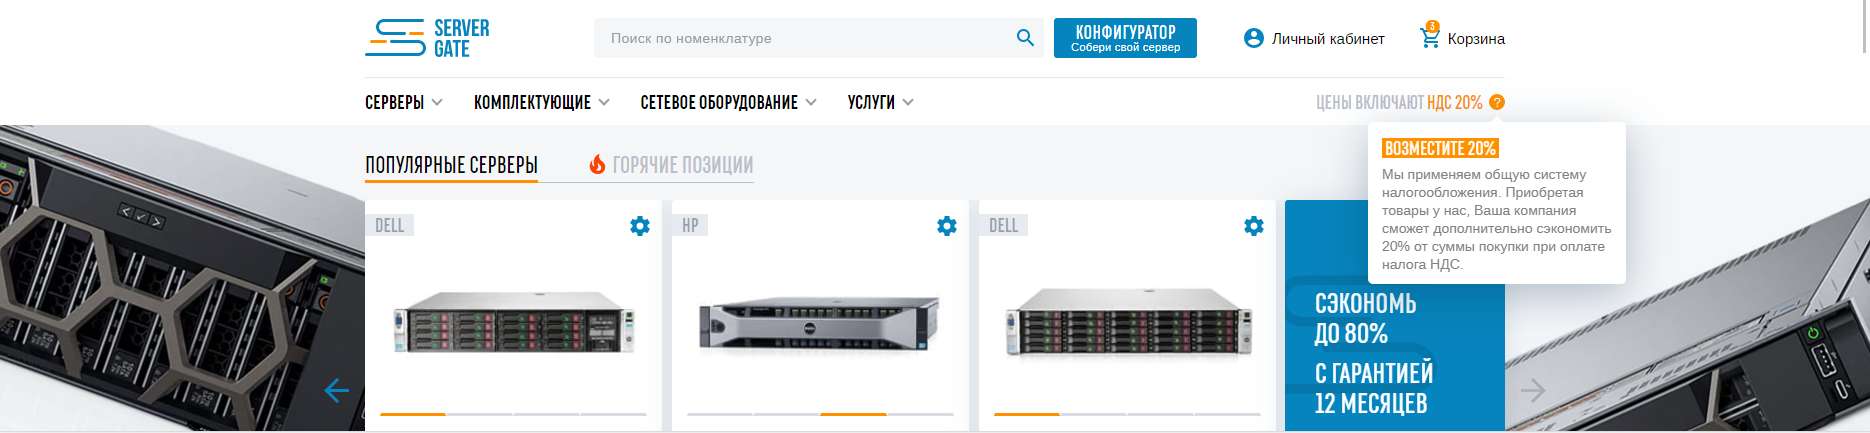 SERVER
GATE
Поиск по номенклатуре
КОНФИГУРАТОР
Собери свой сервер
Личный кабинет
3
Корзина
СЕРВЕРЫ
КОМПЛЕКТУЮЩИЕ
СЕТЕВОЕ ОБОРУДОВАНИЕ
УСЛУГИ
ЦЕНЫ ВКЛЮЧАЮТ НДС 20% ?
ВОЗМЕСТИТЕ 20%
Мы применяем общую систему
налогообложения. Приобретая
товары у нас, Ваша компания
сможет дополнительно сэкономить
20% от суммы покупки при оплате
налога НДС.
ПОПУЛЯРНЫЕ СЕРВЕРЫ
ГОРЯЧИЕ ПОЗИЦИИ
DELL
HP
DELL
СЭКОНОМЬ
ДО 80%
С ГАРАНТИЕЙ
12 МЕСЯЦЕВ